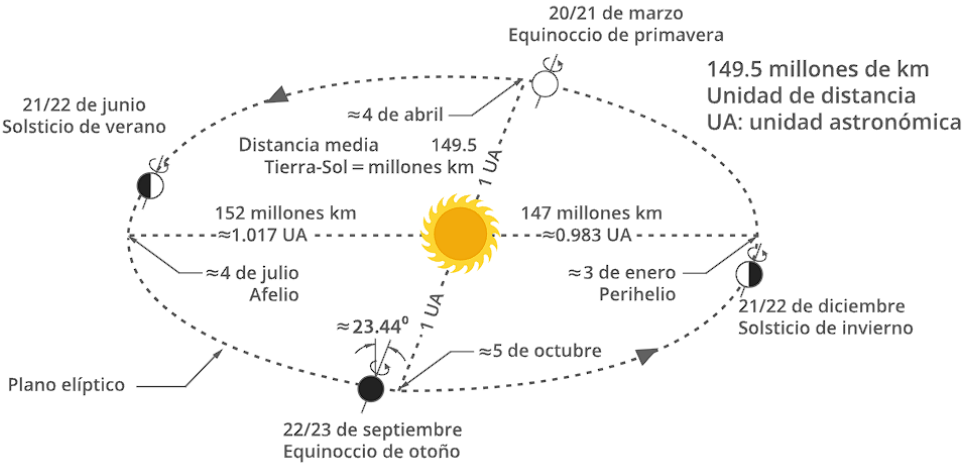 20/21 de marzo
Equinoccio de primavera
149.5 millones de km
Unidad de distancia
UA: unidad astronómica
21/22 de junio
Solsticio de verano
≈4 de abril
Distancia media 149.5
Tierra-Sol = millones km
1 UA
152 millones km
≈1.017 UA
147 millones km
≈0.983 UA
≈4 de julio
Afelio
≈3 de enero
Perihelio
21/22 de diciembre
Solsticio de invierno
1 UA
≈23.44⁰
≈5 de octubre
Plano elíptico
22/23 de septiembre
Equinoccio de otoño